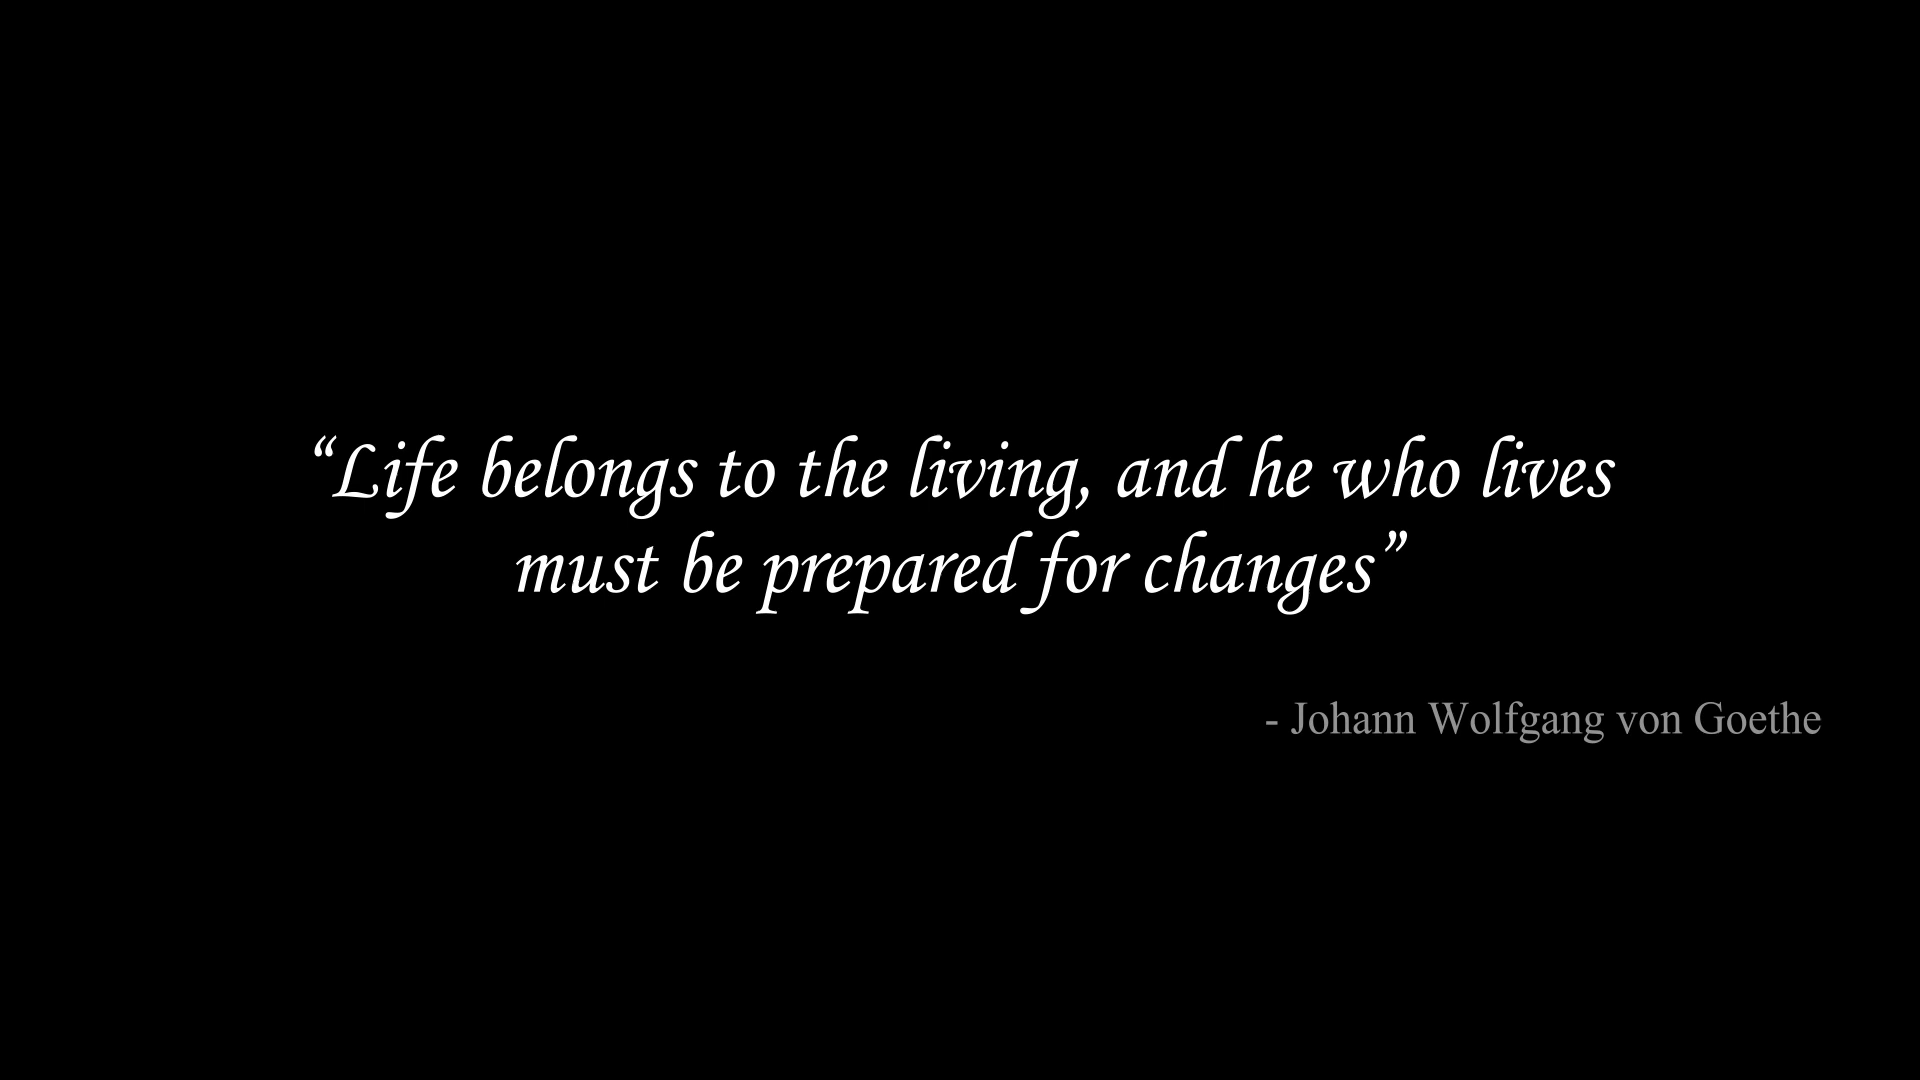 “Life belongs to the living, and he who lives
must be prepared for changes”
- Johann Wolfgang von Goethe